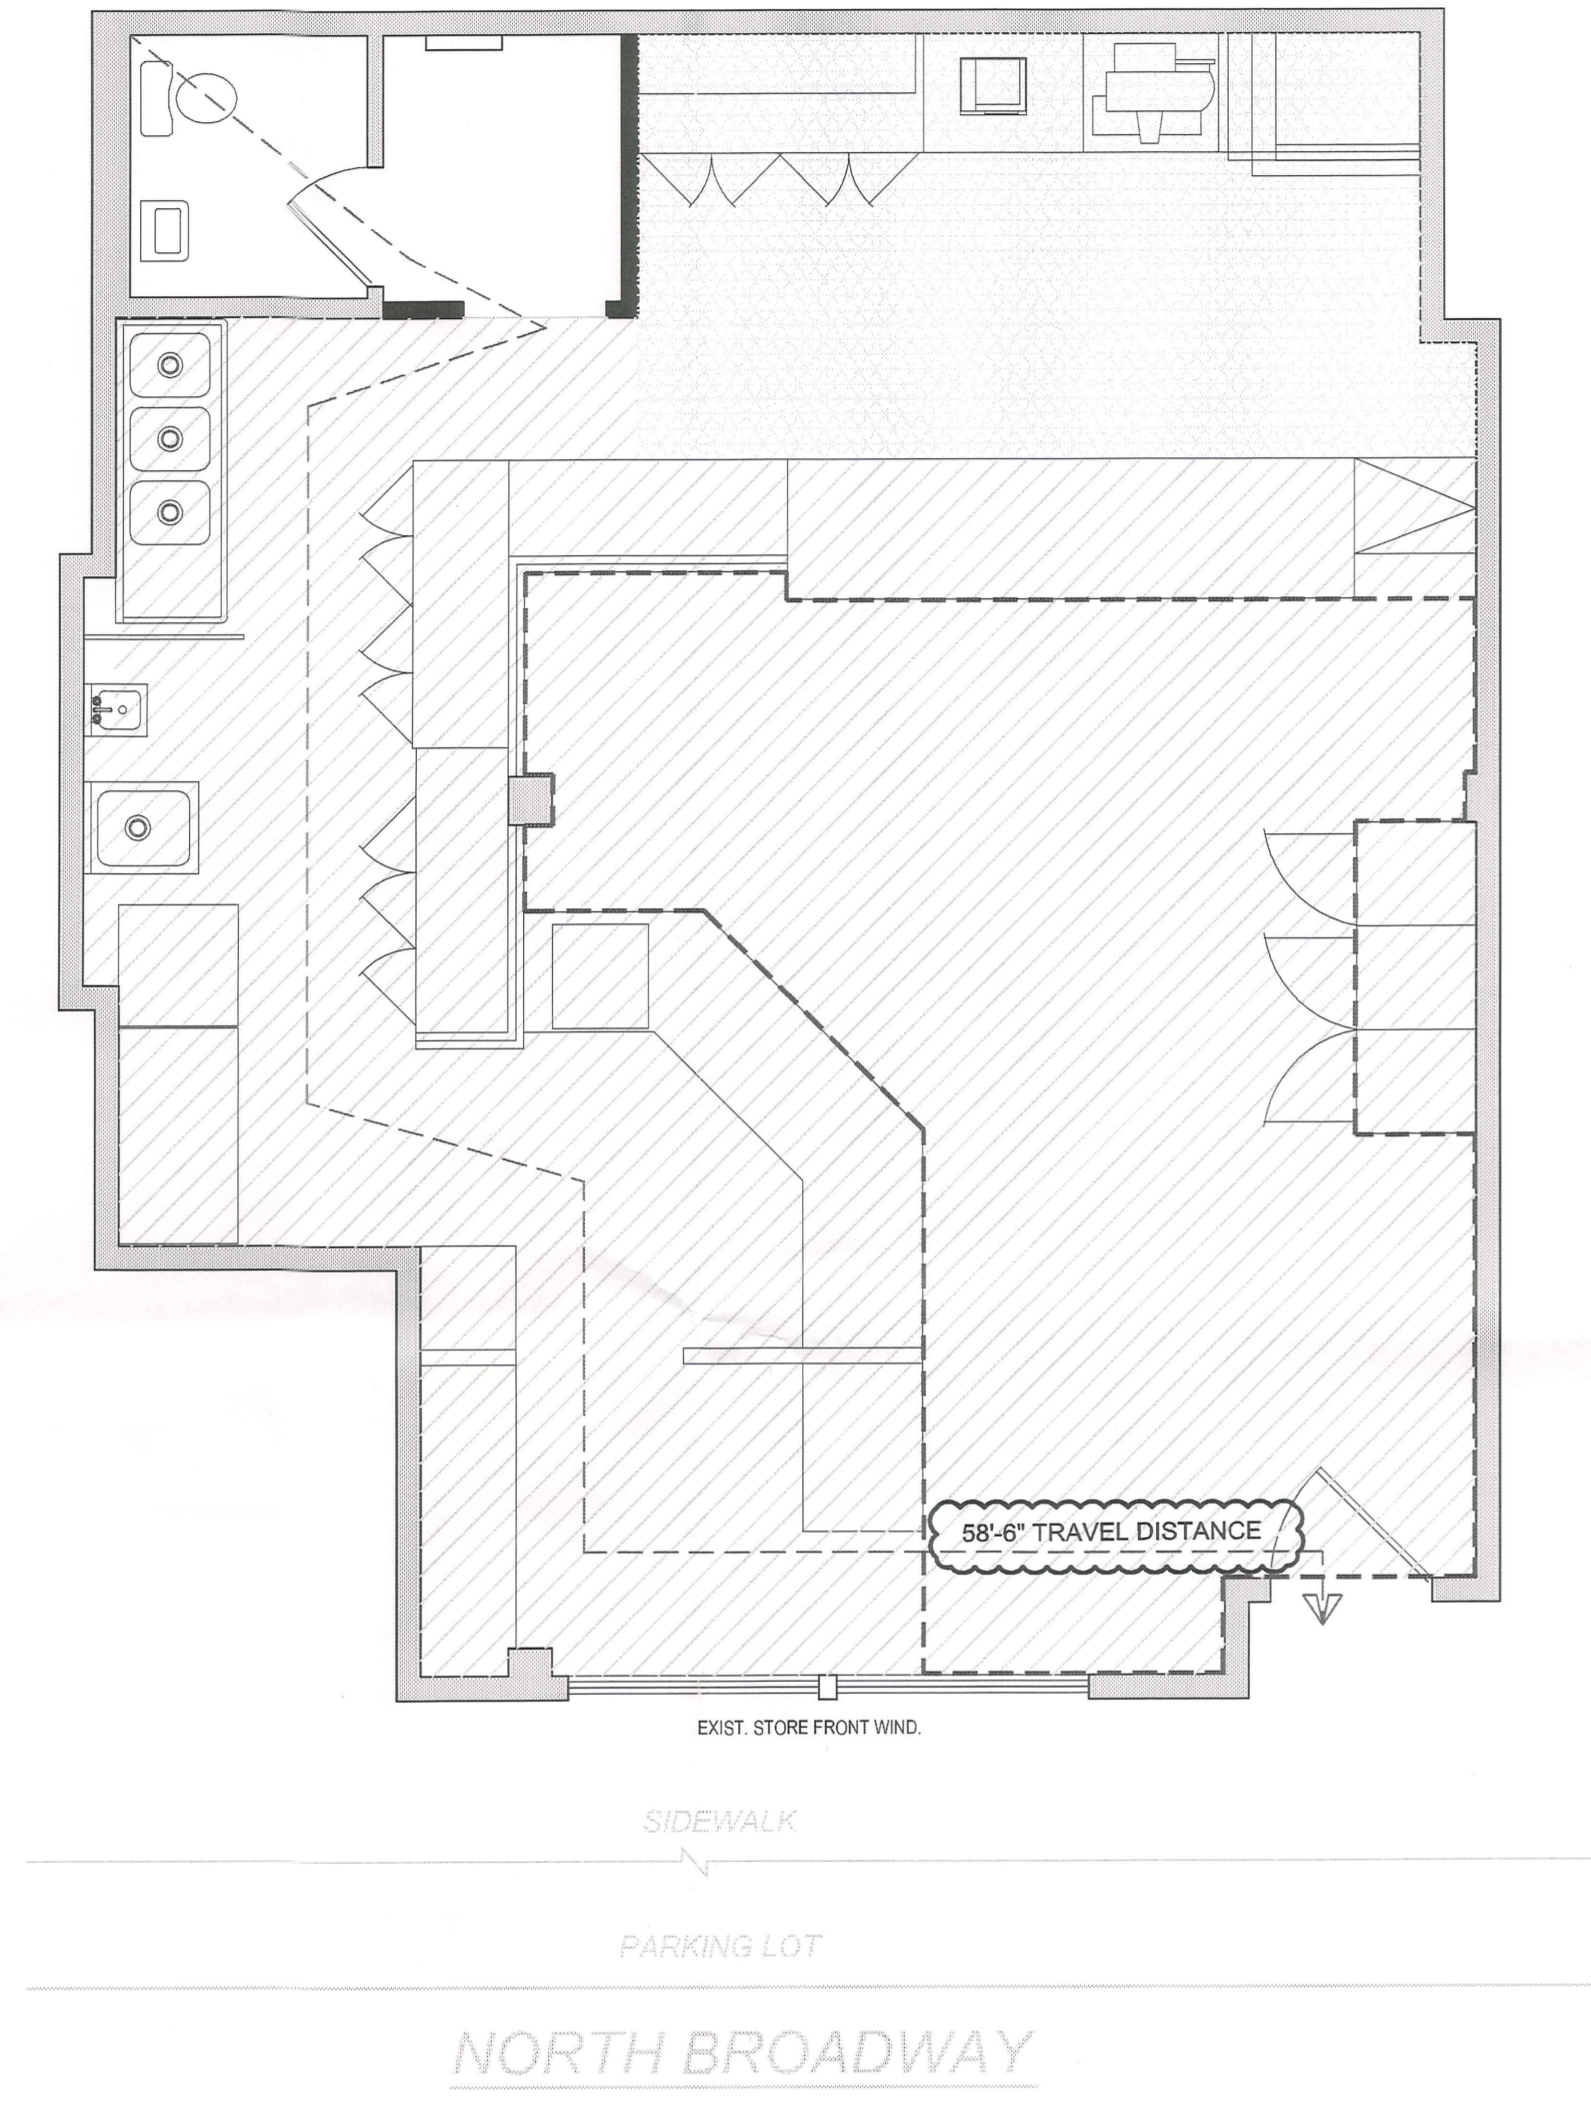 58'-6" TRAVEL DISTANCE
EXIST. STORE FRONT WIND.
SIDEWALK
PARKING LOT
NORTH BROADWAY